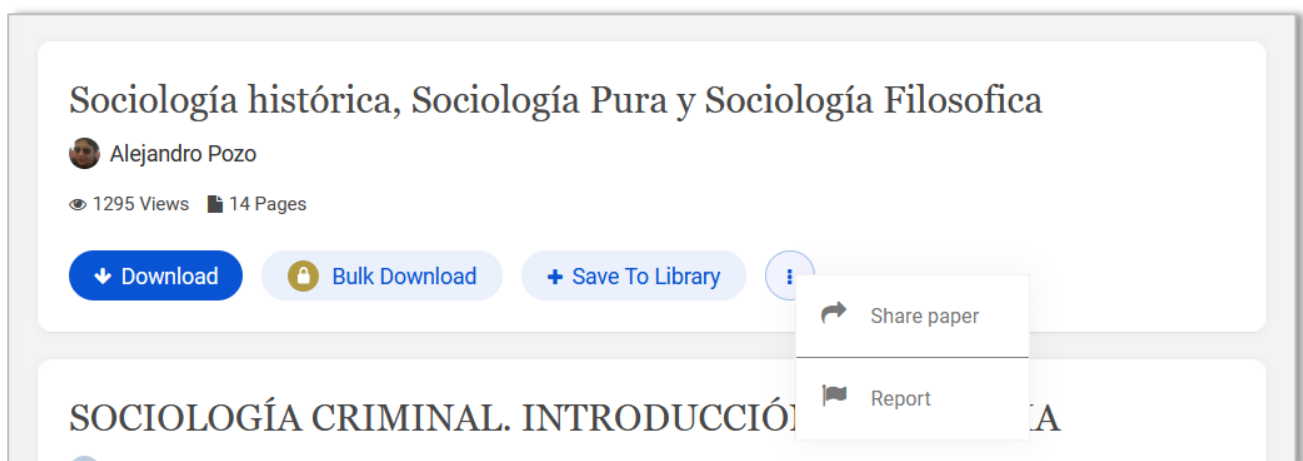 Sociología histórica, Sociología Pura y Sociología Filosofica
Alejandro Pozo
1295 Views 14 Pages
Download Bulk Download + Save To Library
Share paper
Report
SOCIOLOGÍA CRIMINAL. INTRODUCCIÓ